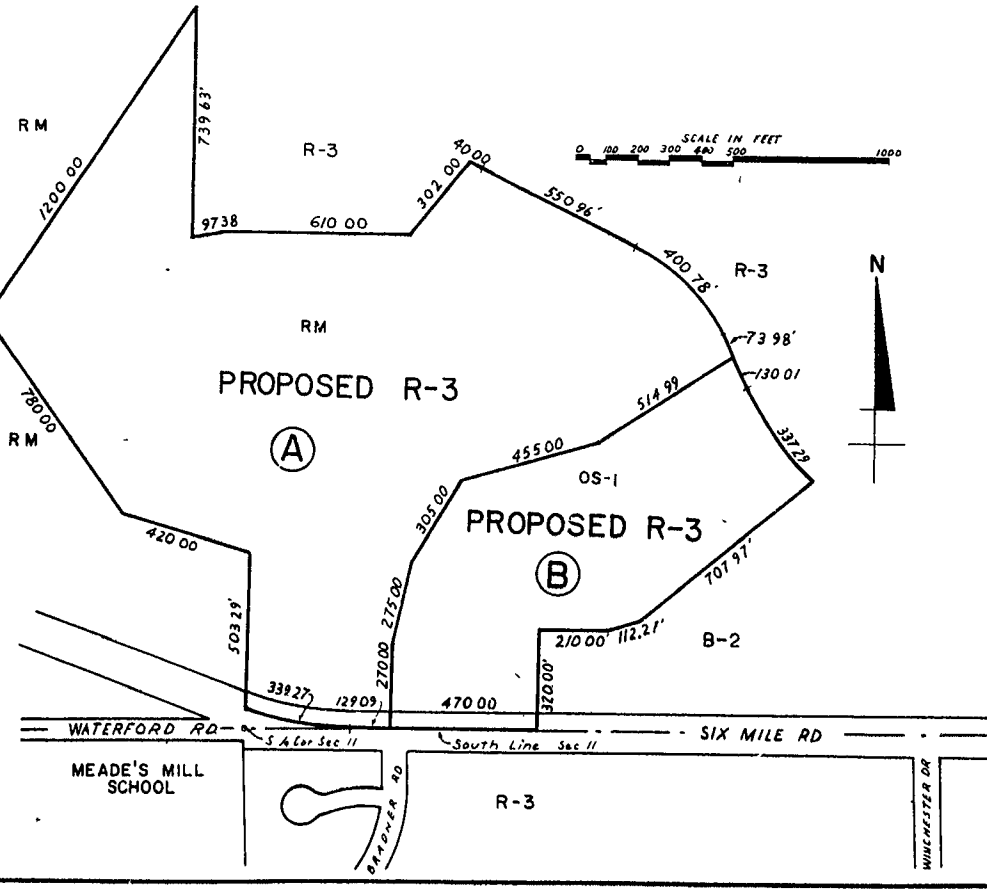 RM
739 63'
R-3
SCALE IN FEET
0 100 200 300 400 500 1000
40 00
302 00
1200 00
97 38
610 00
550 96'
400 78'
R-3
N
RM
73 98'
130 01
PROPOSED R-3
514 99
780 00
RM
A
455 00
337 29
OS-1
305 00
PROPOSED R-3
B
420 00
707 97'
275 00
503 29'
210 00' 112.21'
B-2
270 00
320.00'
339 27
129 09
470 00
WATERFORD RD
S ¼ Cor Sec 11
South Line Sec 11
SIX MILE RD
MEADE'S MILL
SCHOOL
BRADNER RD
R-3
WINCHESTER DR